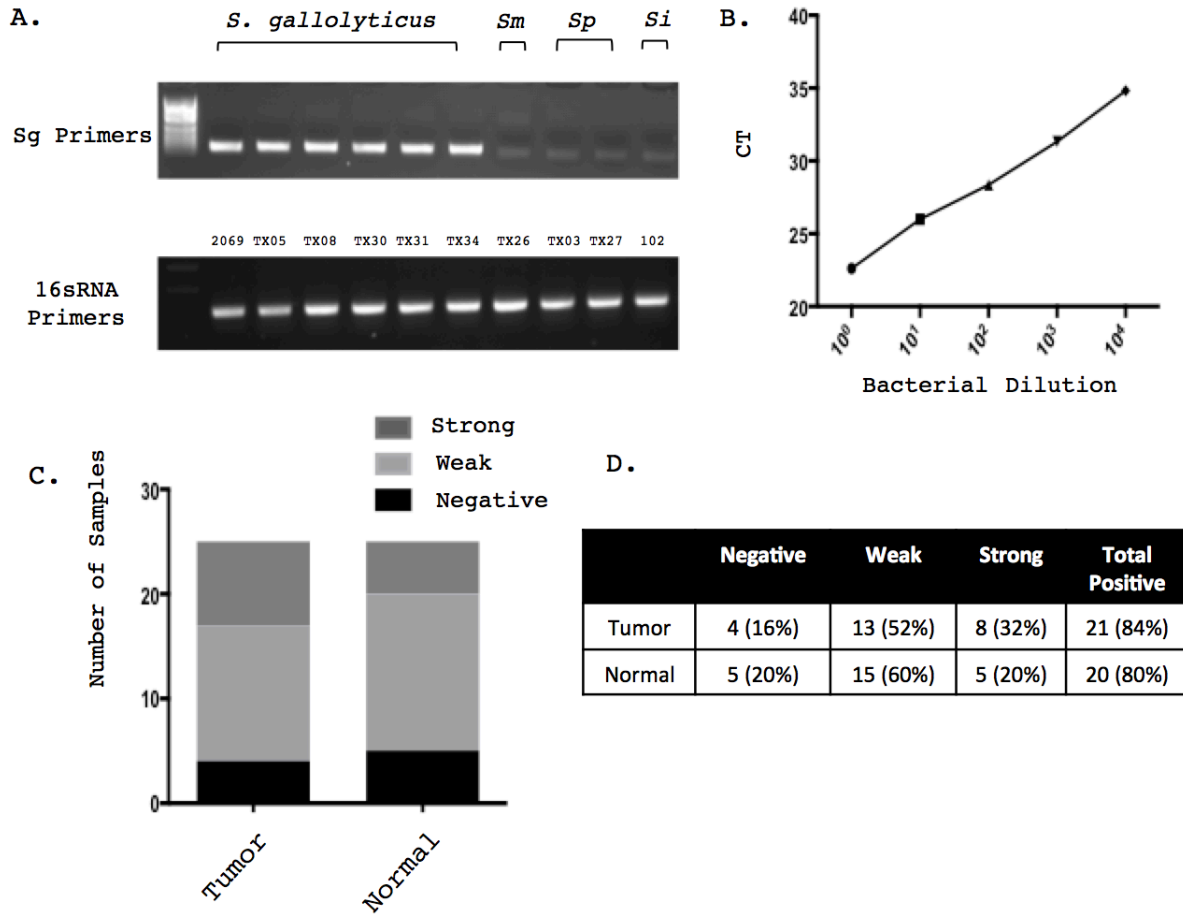 A.
S. gallolyticus Sm Sp Si
Sg Primers
2069 TX05 TX08 TX30 TX31 TX34 TX26 TX03 TX27 102
16sRNA
Primers
B.
CT
40
35
30
25
20
10⁰ 10¹ 10² 10³ 10⁴
Bacterial Dilution
C.
Strong
Weak
Negative
Number of Samples
30
20
10
0
Tumor Normal
D.
Negative Weak Strong Total Positive
Tumor 4 (16%) 13 (52%) 8 (32%) 21 (84%)
Normal 5 (20%) 15 (60%) 5 (20%) 20 (80%)